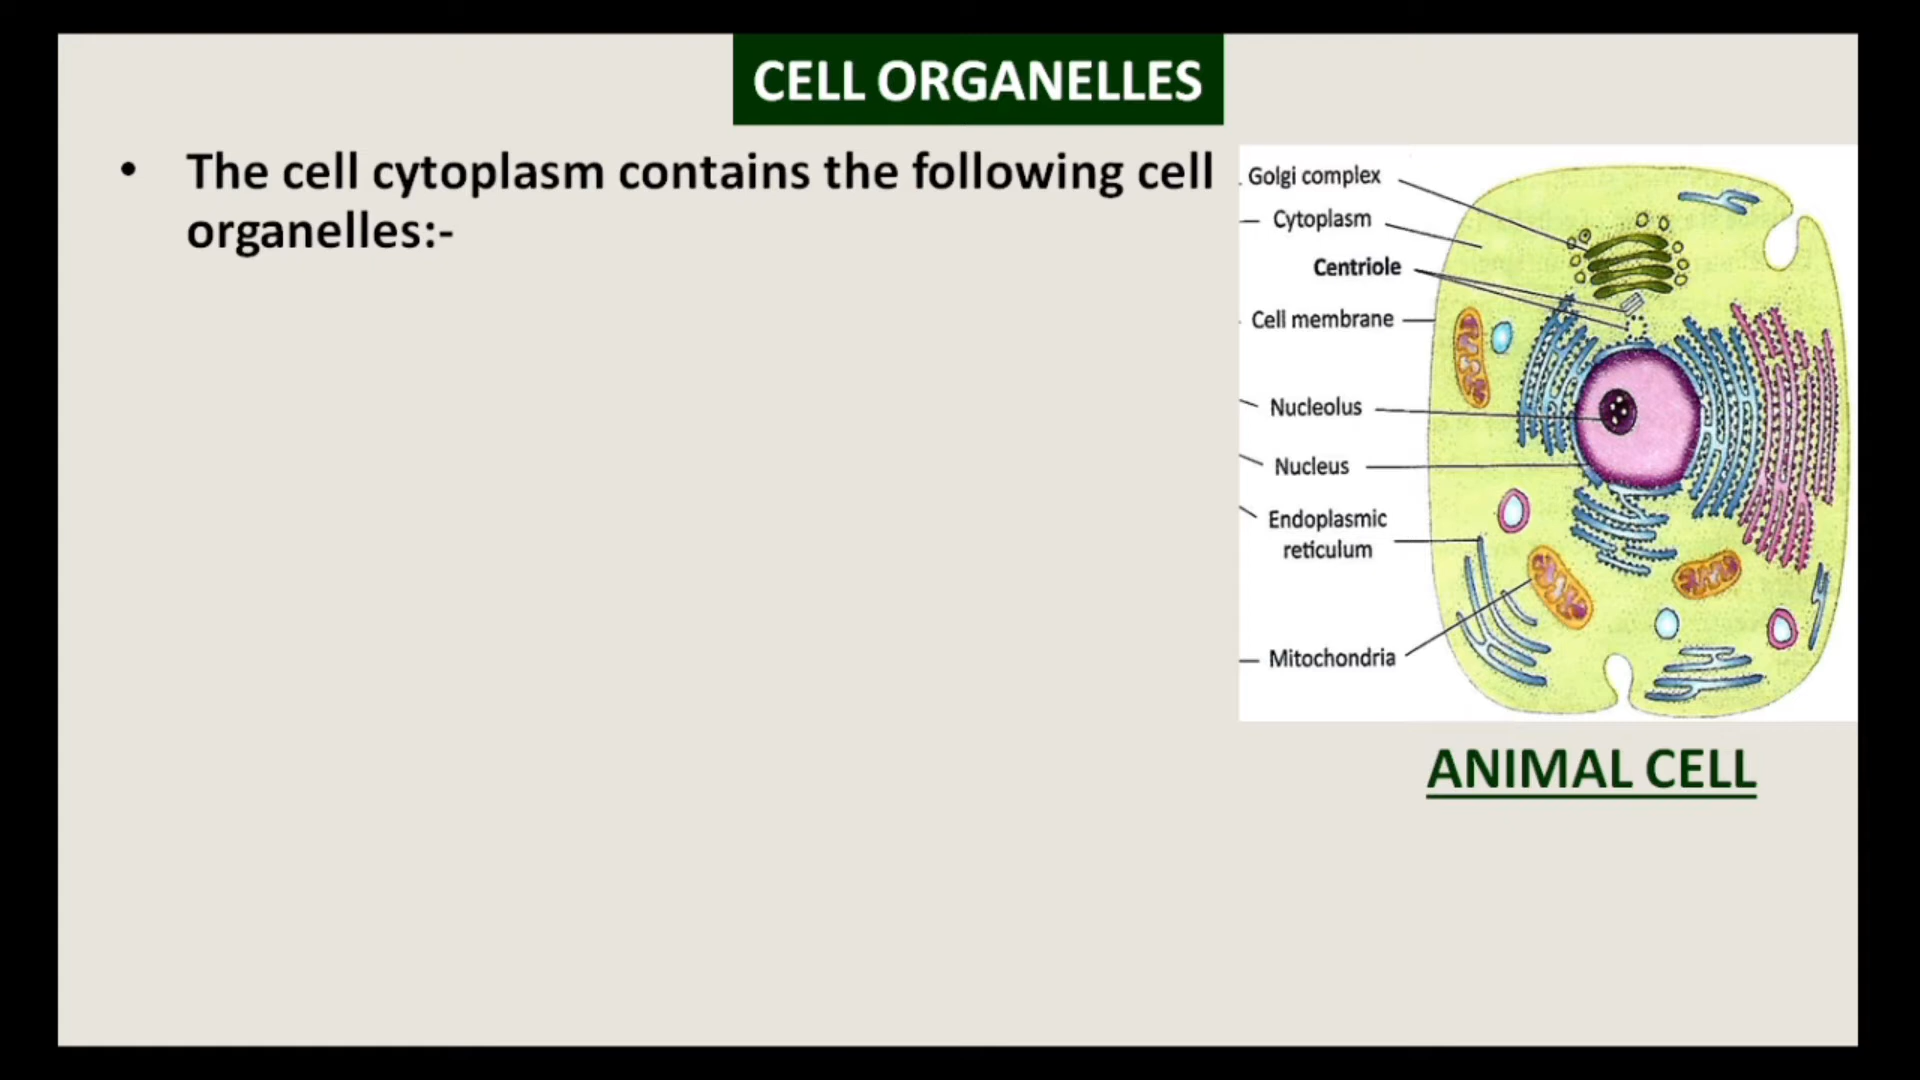 CELL ORGANELLES
• The cell cytoplasm contains the following cell
organelles:-
Golgi complex
Cytoplasm
Centriole
Cell membrane
Nucleolus
Nucleus
Endoplasmic
reticulum
Mitochondria
ANIMAL CELL